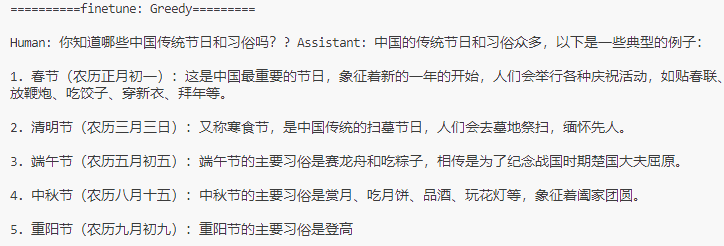 ==========finetune: Greedy=========
Human: 你知道哪些中国传统节日和习俗吗？? Assistant: 中国的传统节日和习俗众多，以下是一些典型的例子：
1. 春节（农历正月初一）：这是中国最重要的节日，象征着新的一年的开始，人们会举行各种庆祝活动，如贴春联、
放鞭炮、吃饺子、穿新衣、拜年等。
2. 清明节（农历三月三日）：又称寒食节，是中国传统的扫墓节日，人们会去墓地祭扫，缅怀先人。
3. 端午节（农历五月初五）：端午节的主要习俗是赛龙舟和吃粽子，相传是为了纪念战国时期楚国大夫屈原。
4. 中秋节（农历八月十五）：中秋节的主要习俗是赏月、吃月饼、品酒、玩花灯等，象征着阖家团圆。
5. 重阳节（农历九月初九）：重阳节的主要习俗是登高